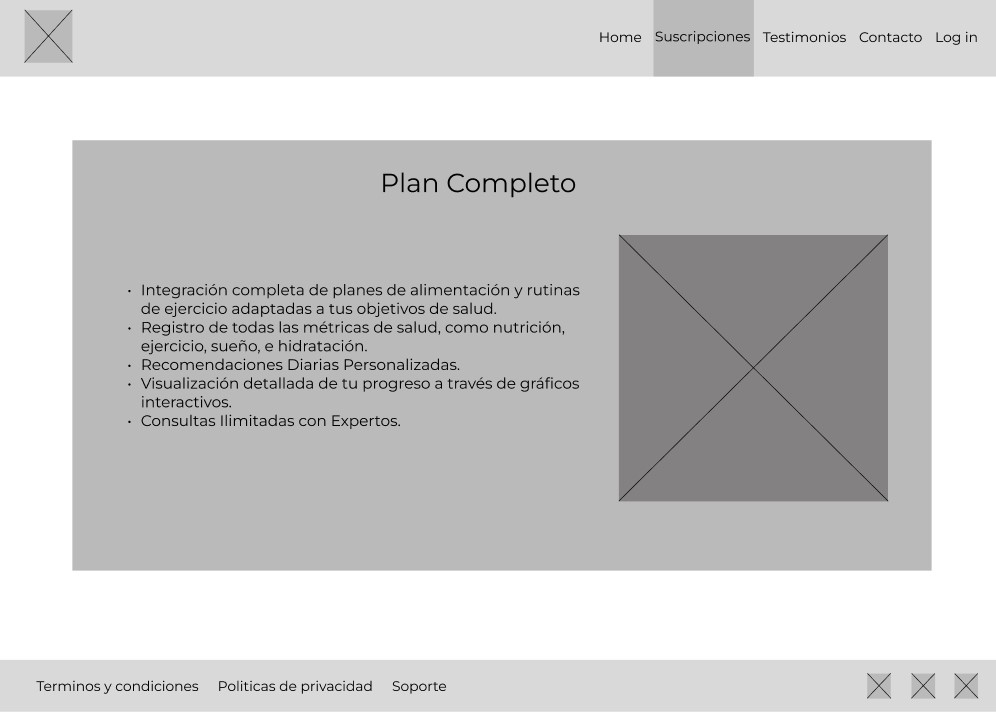 Home Suscripciones Testimonios Contacto Log in
Plan Completo
• Integración completa de planes de alimentación y rutinas
de ejercicio adaptadas a tus objetivos de salud.
• Registro de todas las métricas de salud, como nutrición,
ejercicio, sueño, e hidratación.
• Recomendaciones Diarias Personalizadas.
• Visualización detallada de tu progreso a través de gráficos
interactivos.
• Consultas Ilimitadas con Expertos.
Terminos y condiciones Politicas de privacidad Soporte